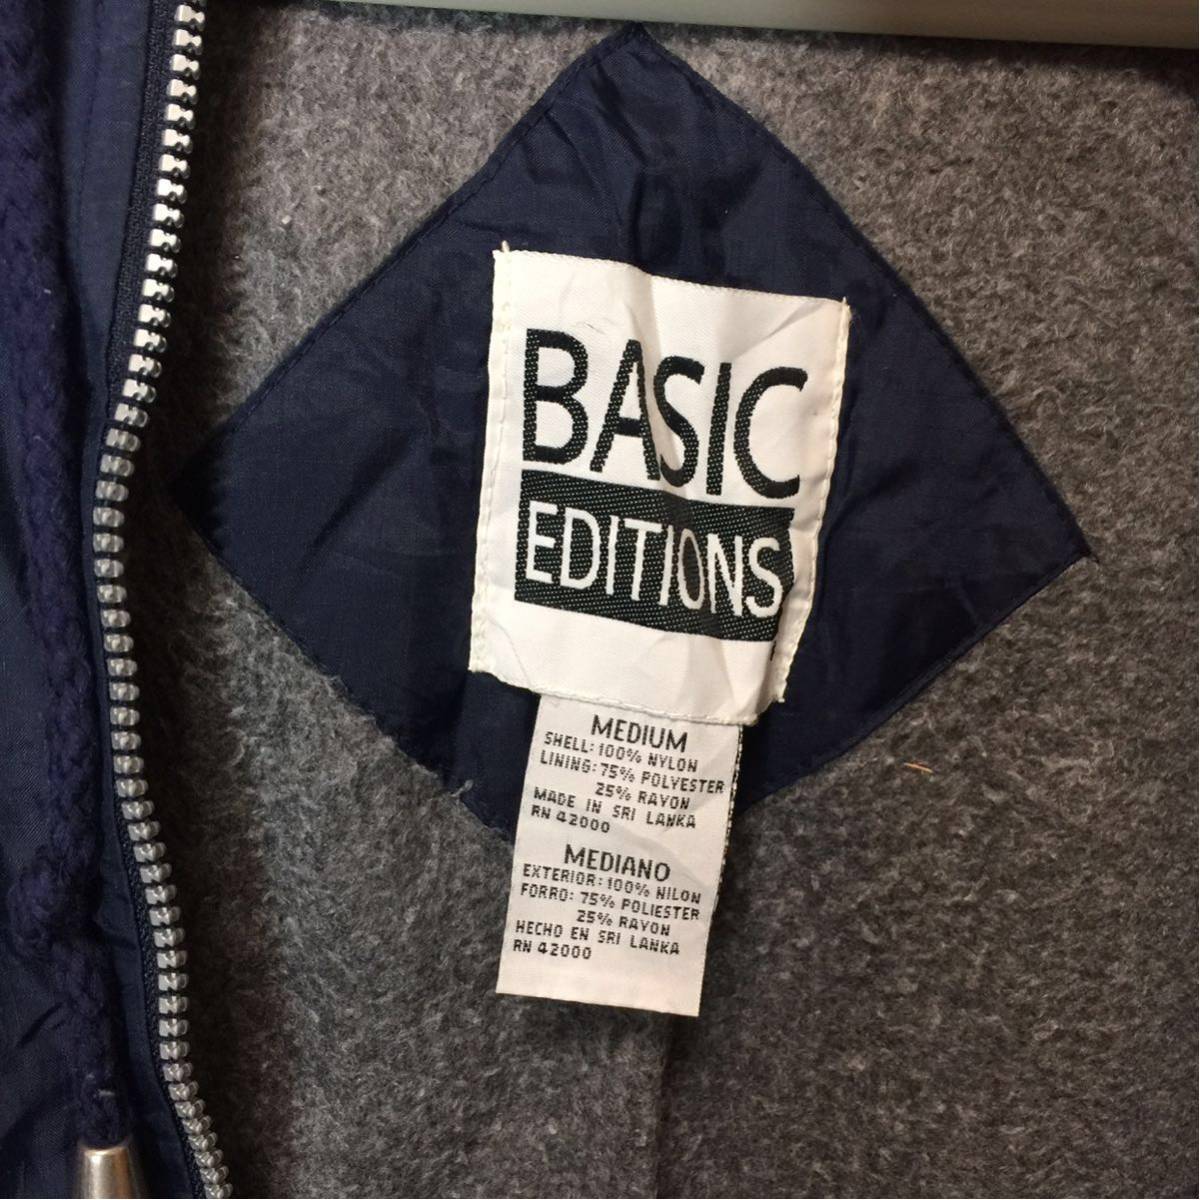 BASIC
EDITIONS
MEDIUM
SHELL: 100% NYLON
LINING: 75% POLYESTER
25% RAYON
MADE IN SRI LANKA
RN 42000
MEDIANO
EXTERIOR: 100% NILON
FORRO: 75% POLIESTER
25% RAYON
HECHO EN SRI LANKA
RN 42000